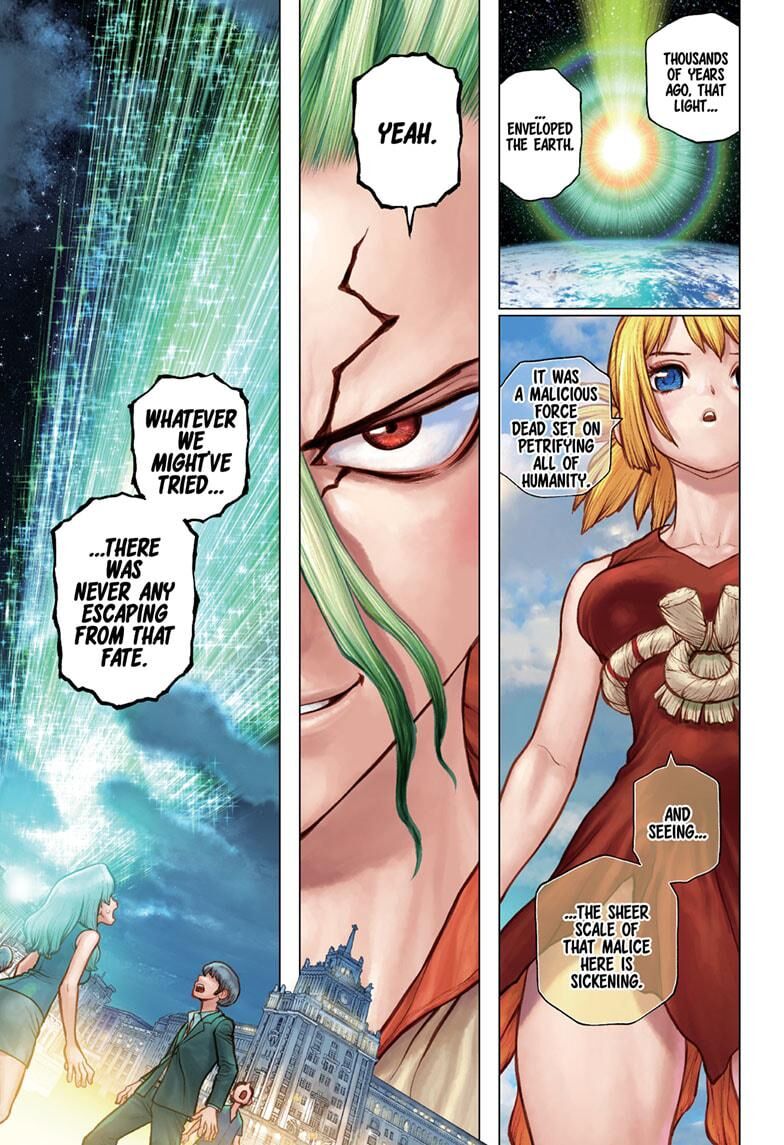 THOUSANDS
OF YEARS
AGO, THAT
LIGHT...
...
ENVELOPED
THE EARTH.
IT WAS
A MALICIOUS
FORCE
DEAD SET ON
PETRIFYING
ALL OF
HUMANITY.
AND
SEEING...
...THE SHEER
SCALE OF
THAT MALICE
HERE IS
SICKENING.
YEAH.
WHATEVER
WE
MIGHT'VE
TRIED...
...THERE
WAS
NEVER ANY
ESCAPING
FROM THAT
FATE.